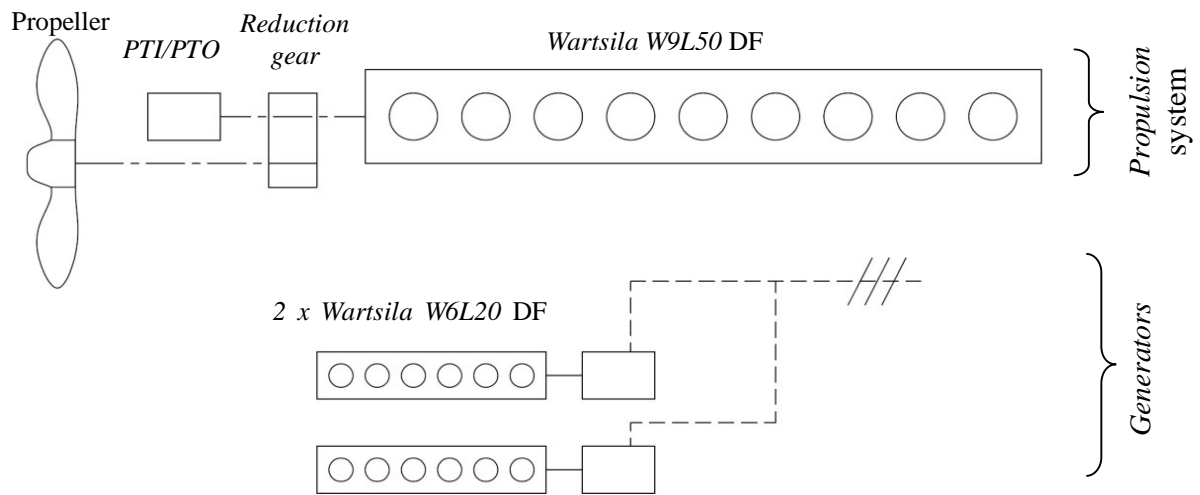 Propeller
PTI/PTO
Reduction
gear
Wartsila W9L50 DF
Propulsion
system
2 x Wartsila W6L20 DF
Generators